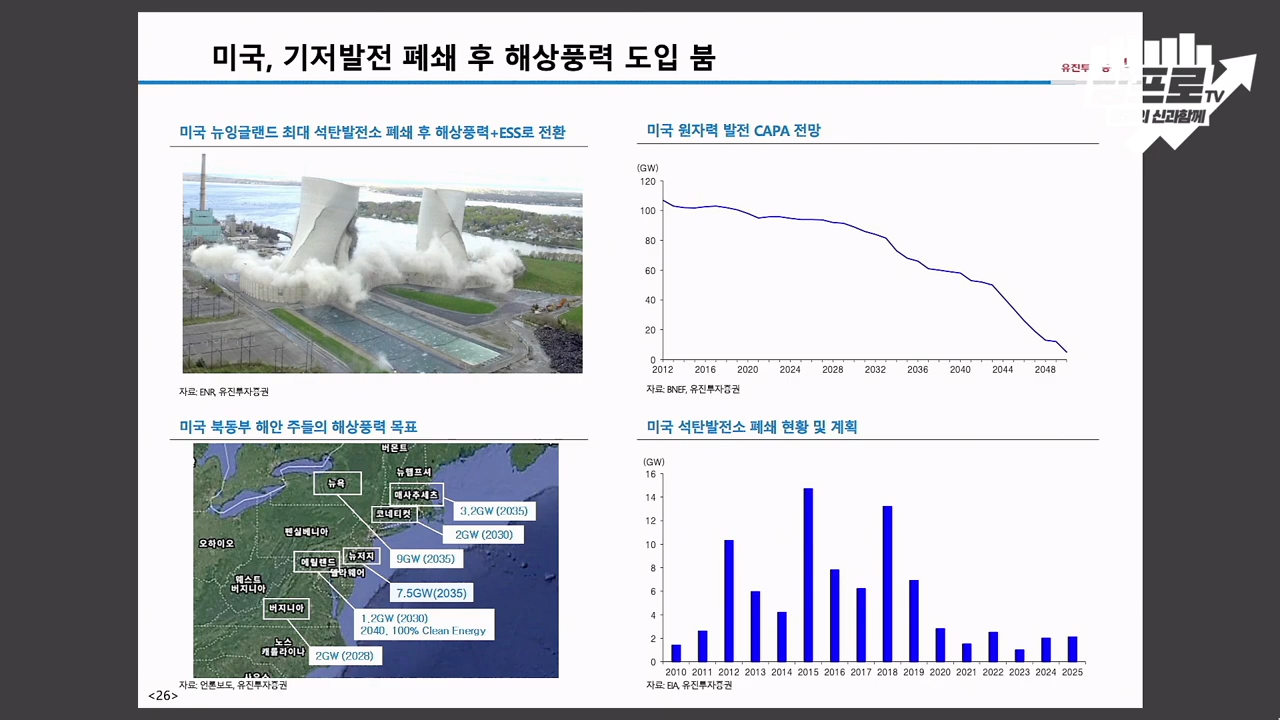 미국, 기저발전 폐쇄 후 해상풍력 도입 붐
유진투
프로TV
신과함께
미국 뉴잉글랜드 최대 석탄발전소 폐쇄 후 해상풍력+ESS로 전환
자료: ENR, 유진투자증권
미국 원자력 발전 CAPA 전망
(GW)
120
100
80
60
40
20
0
2012 2016 2020 2024 2028 2032 2036 2040 2044 2048
자료: BNEF, 유진투자증권
미국 북동부 해안 주들의 해상풍력 목표
버몬트
뉴햄프셔
뉴욕
매사추세츠
3.2GW (2035)
코네티컷
2GW (2030)
펜실베니아
오하이오
9GW (2035)
메릴랜드
뉴저지
델라웨어
7.5GW(2035)
웨스트
버지니아
버지니아
1.2GW (2030)
2040, 100% Clean Energy
노스
캐롤라이나
2GW (2028)
자료: 언론보도, 유진투자증권
미국 석탄발전소 폐쇄 현황 및 계획
(GW)
16
14
12
10
8
6
4
2
0
2010 2011 2012 2013 2014 2015 2016 2017 2018 2019 2020 2021 2022 2023 2024 2025
자료: EIA, 유진투자증권
<26>